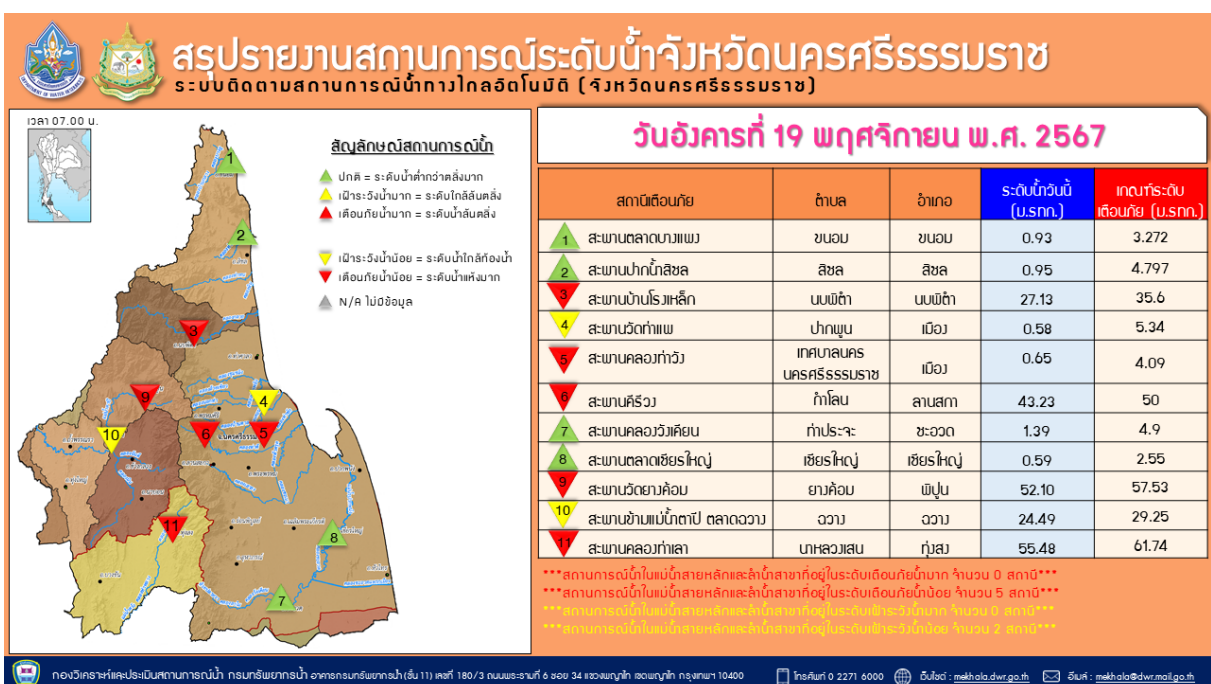 สรุปรายงานสถานการณ์ระดับน้ำจังหวัดนครศรีธรรมราช
ระบบติดตามสถานการณ์น้ำทางไกลอัตโนมัติ (จังหวัดนครศรีธรรมราช)
เวลา 07.00 น.
สัญลักษณ์สถานการณ์น้ำ
ปกติ = ระดับน้ำต่ำกว่าตลิ่งมาก
เฝ้าระวังน้ำมาก = ระดับใกล้ล้นตลิ่ง
เตือนภัยน้ำมาก = ระดับน้ำล้นตลิ่ง
เฝ้าระวังน้ำน้อย = ระดับน้ำใกล้ท้องน้ำ
เตือนภัยน้ำน้อย = ระดับน้ำแห้งมาก
N/A ไม่มีข้อมูล
1
2
3
9
4
10
6
5
11
8
7
วันอังคารที่ 19 พฤศจิกายน พ.ศ. 2567
สถานีเตือนภัย ตำบล อำเภอ ระดับน้ำวันนี้ (ม.รทก.) เกณฑ์ระดับเตือนภัย (ม.รทก.)
1 สะพานตลาดบางแพง ขนอม ขนอม 0.93 3.272
2 สะพานปากน้ำสิชล สิชล สิชล 0.95 4.797
3 สะพานบ้านโรงเหล็ก นบพิตำ นบพิตำ 27.13 35.6
4 สะพานวัดท่าแพ ปากพูน เมือง 0.58 5.34
5 สะพานคลองท่าวัง เทศบาลนครนครศรีธรรมราช เมือง 0.65 4.09
6 สะพานคีรีวง กำโลน ลานสกา 43.23 50
7 สะพานคลองวังเคียน ท่าประจะ ชะอวด 1.39 4.9
8 สะพานตลาดเชียรใหญ่ เชียรใหญ่ เชียรใหญ่ 0.59 2.55
9 สะพานวัดยางค้อม ยางค้อม พิปูน 52.10 57.53
10 สะพานข้ามแม่น้ำตาปี ตลาดฉวาง ฉวาง ฉวาง 24.49 29.25
11 สะพานคลองท่าเลา นาหลวงเสน ทุ่งสง 55.48 61.74
***สถานการณ์น้ำในแม่น้ำสายหลักและลำน้ำสาขาที่อยู่ในระดับเตือนภัยน้ำมาก จำนวน 0 สถานี***
***สถานการณ์น้ำในแม่น้ำสายหลักและลำน้ำสาขาที่อยู่ในระดับเตือนภัยน้ำน้อย จำนวน 5 สถานี***
***สถานการณ์น้ำในแม่น้ำสายหลักและลำน้ำสาขาที่อยู่ในระดับเฝ้าระวังน้ำมาก จำนวน 0 สถานี***
***สถานการณ์น้ำในแม่น้ำสายหลักและลำน้ำสาขาที่อยู่ในระดับเฝ้าระวังน้ำน้อย จำนวน 2 สถานี***
กองวิเคราะห์และประเมินสถานการณ์น้ำ กรมทรัพยากรน้ำ อาคารกรมทรัพยากรน้ำ (ชั้น 11) เลขที่ 180/3 ถนนพระรามที่ 6 ซอย 34 แขวงพญาไท เขตพญาไท กรุงเทพฯ 10400 โทรศัพท์ 0 2271 6000 เว็บไซต์ : mekhala.dwr.go.th อีเมล์ : mekhala@dwr.mail.go.th